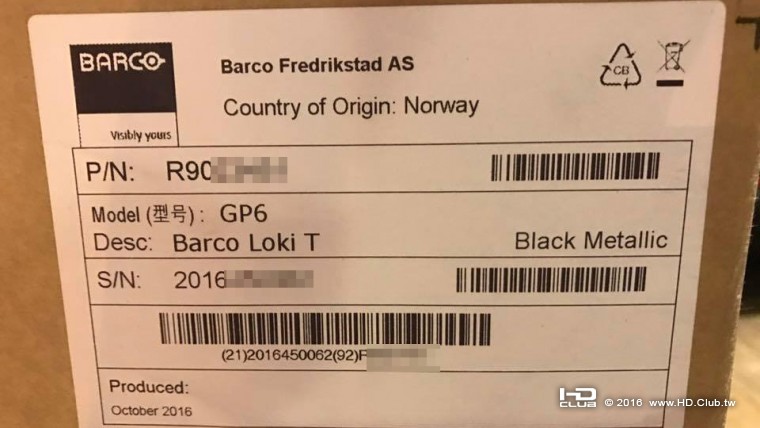 BARCO
Visibly yours
Barco Fredrikstad AS
Country of Origin: Norway
CB
P/N: R90
Model (型号) : GP6
Desc: Barco Loki T Black Metallic
S/N: 2016
(21)2016450062(92)
Produced:
October 2016
HD CLUB © 2016 www.HD.Club.tw